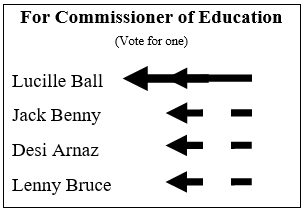 For Commissioner of Education
(Vote for one)
Lucille Ball
Jack Benny
Desi Arnaz
Lenny Bruce